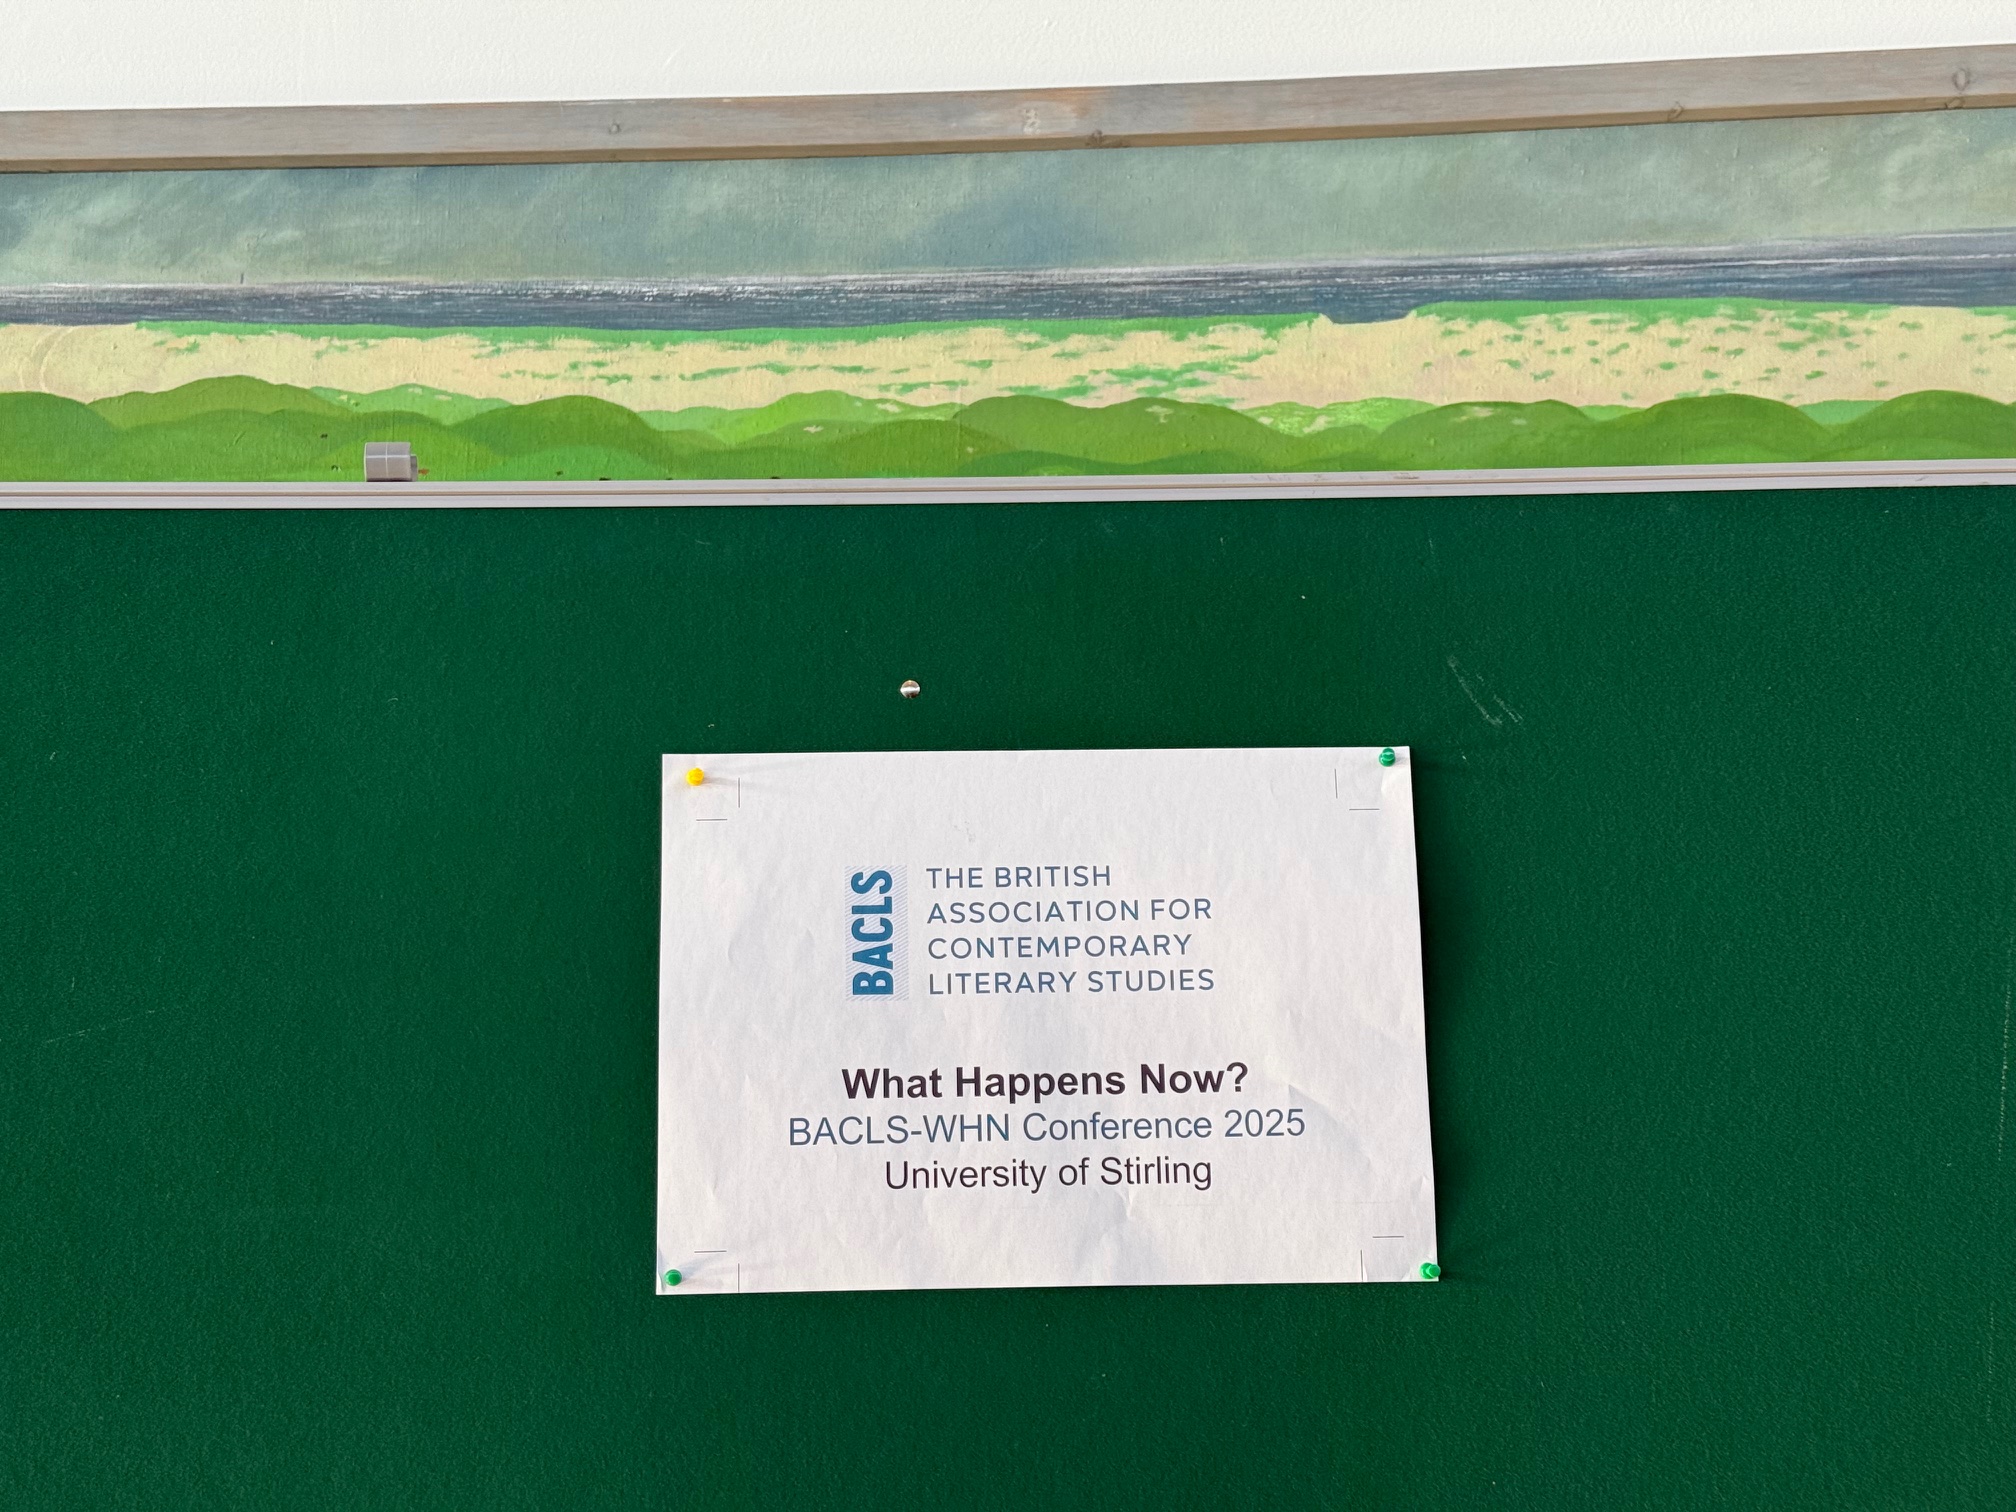 BACLS
THE BRITISH
ASSOCIATION FOR
CONTEMPORARY
LITERARY STUDIES
What Happens Now?
BACLS-WHN Conference 2025
University of Stirling